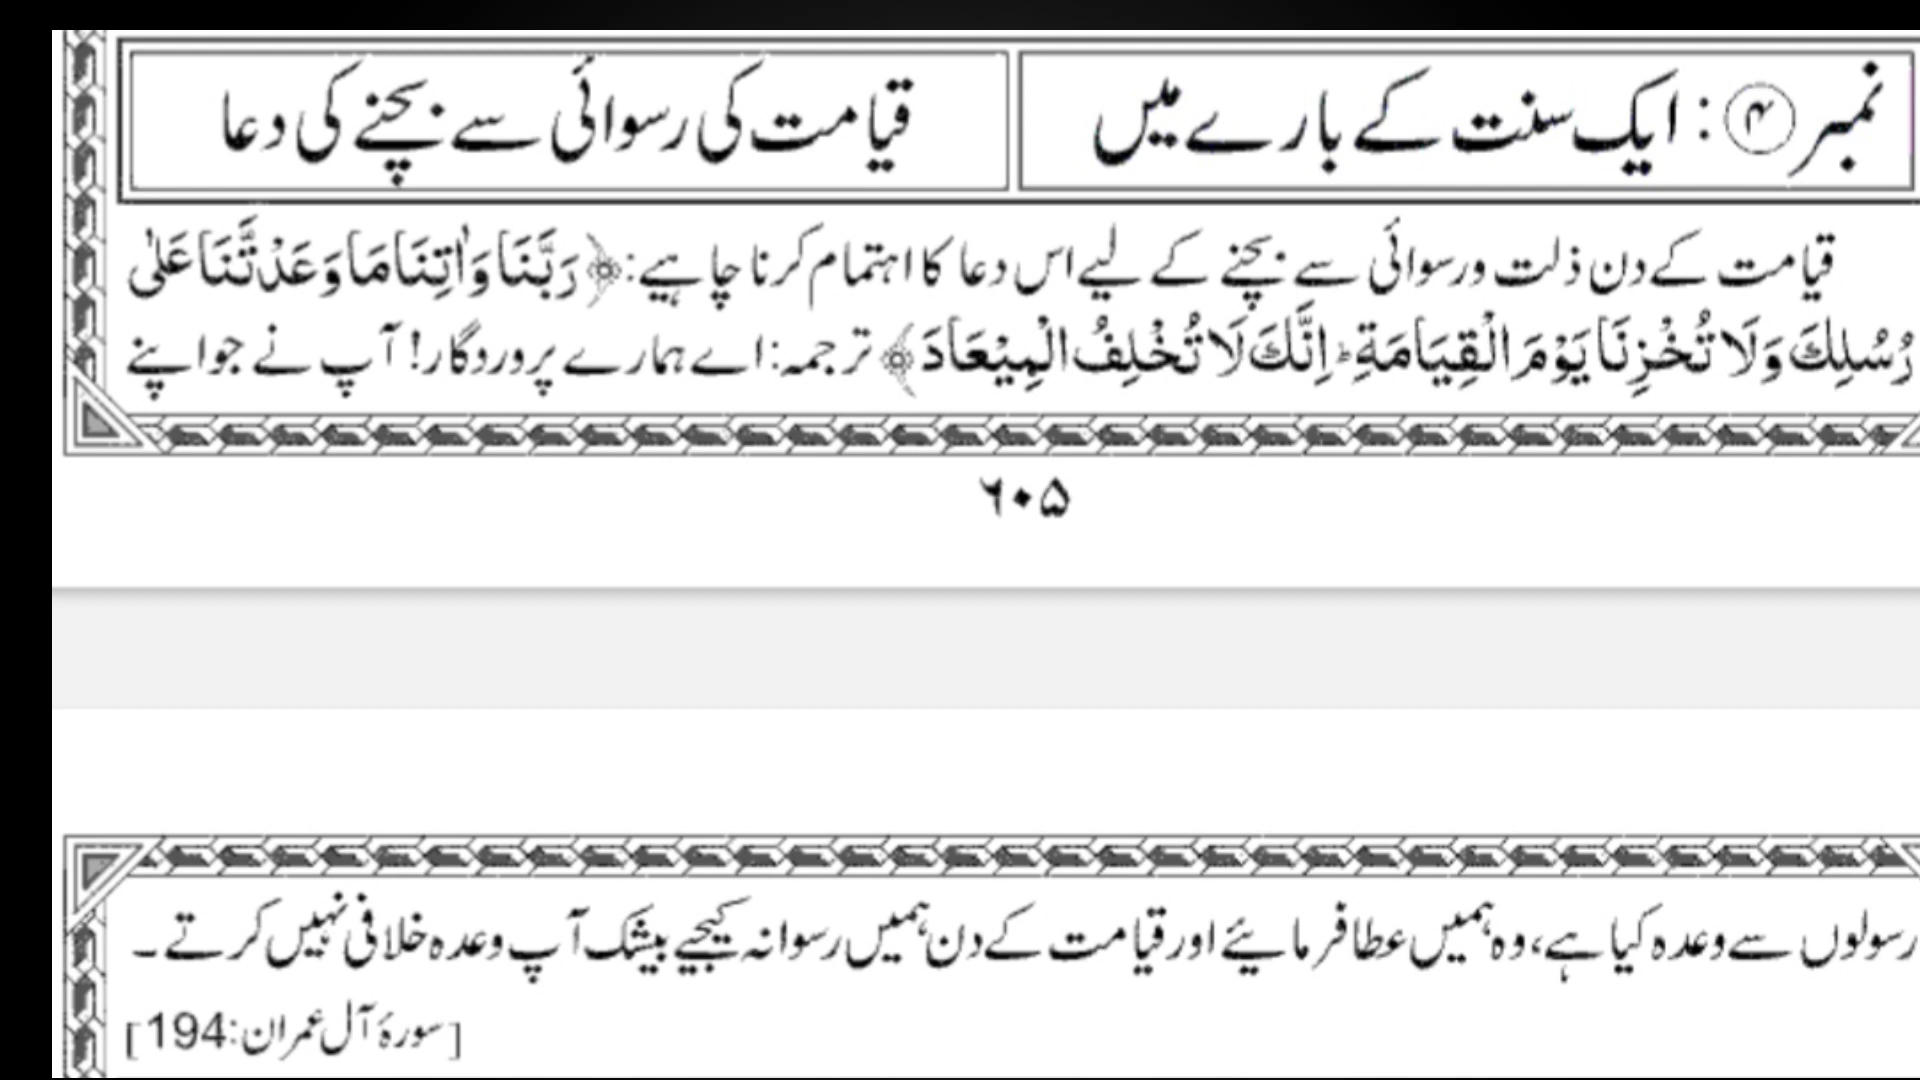 نمبر ④: ایک سنت کے بارے میں
قیامت کی رسوائی سے بچنے کی دعا
قیامت کے دن ذلت ورسوائی سے بچنے کے لیے اس دعا کا اہتمام کرنا چاہیے: ﴿رَبَّنَا وَاٰتِنَا مَا وَعَدْتَّنَا عَلٰى
رُسُلِكَ وَلَا تُخْزِنَا يَوْمَ الْقِيَامَةِ ؕ اِنَّكَ لَا تُخْلِفُ الْمِيْعَادَ﴾ ترجمہ: اے ہمارے پروردگار! آپ نے جو اپنے
۶۰۵
رسولوں سے وعدہ کیا ہے، وہ ہمیں عطا فرمائیے اور قیامت کے دن ہمیں رسوا نہ کیجیے بیشک آپ وعدہ خلافی نہیں کرتے۔
[سورۂ آل عمران:194]